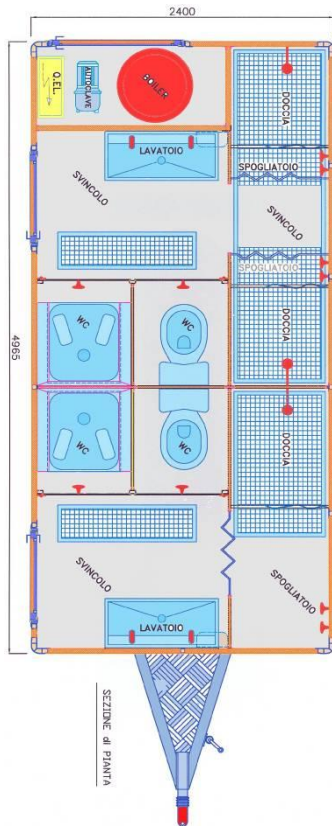 2400
4965
Q.EL.
AUTOCLAVE
BOILER
DOCCIA
LAVATOIO
SPOGLIATOIO
SVINCOLO
SVINCOLO
SPOGLIATOIO
WC
WC
DOCCIA
WC
WC
DOCCIA
SVINCOLO
SPOGLIATOIO
LAVATOIO
SEZIONE di PIANTA